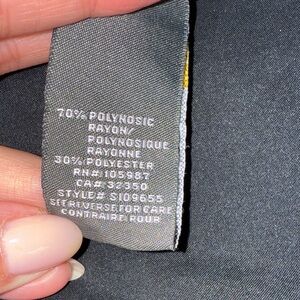 70% POLYNOSIC
RAYON/
POLYNOSIQUE
RAYONNE
30% POLYESTER
RN# 105987
CA# 32350
STYLE# S109655
SEE REVERSE FOR CARE
CONTRAIRE POUR